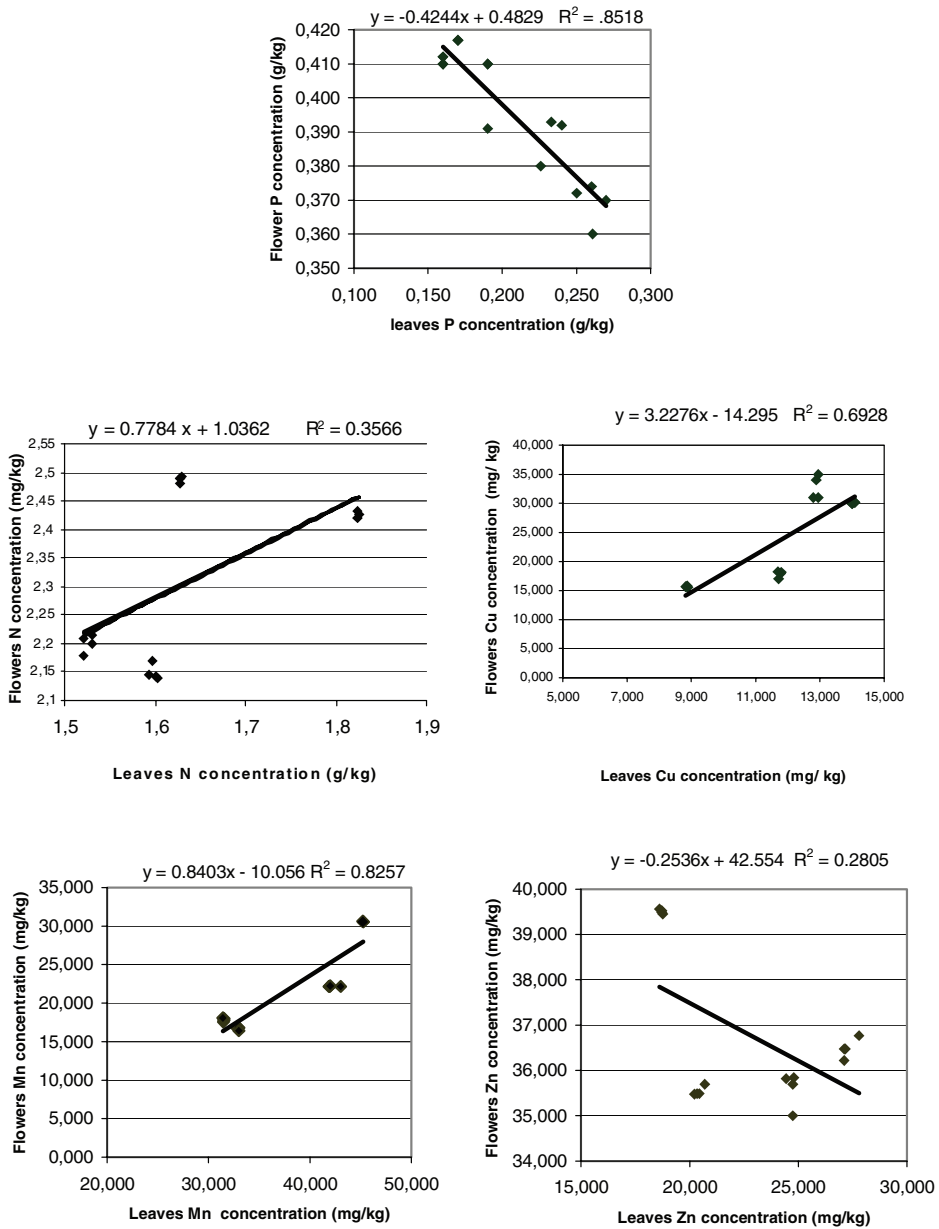 y = -0.4244x + 0.4829 R² = .8518
Flower P concentration (g/kg)
0,420
0,410
0,400
0,390
0,380
0,370
0,360
0,350
0,100 0,150 0,200 0,250 0,300
leaves P concentration (g/kg)
y = 0.7784 x + 1.0362 R² = 0.3566
Flowers N concentration (mg/kg)
2,55
2,5
2,45
2,4
2,35
2,3
2,25
2,2
2,15
2,1
1,5 1,6 1,7 1,8 1,9
Leaves N concentration (g/kg)
y = 3.2276x - 14.295 R² = 0.6928
Flowers Cu concentration (mg/ kg)
40,000
35,000
30,000
25,000
20,000
15,000
10,000
5,000
0,000
5,000 7,000 9,000 11,000 13,000 15,000
Leaves Cu concentration (mg/ kg)
y = 0.8403x - 10.056 R² = 0.8257
Flowers Mn concentration (mg/kg)
35,000
30,000
25,000
20,000
15,000
10,000
5,000
0,000
20,000 30,000 40,000 50,000
Leaves Mn concentration (mg/kg)
y = -0.2536x + 42.554 R² = 0.2805
Flowers Zn concentration (mg/kg)
40,000
39,000
38,000
37,000
36,000
35,000
34,000
15,000 20,000 25,000 30,000
Leaves Zn concentration (mg/kg)